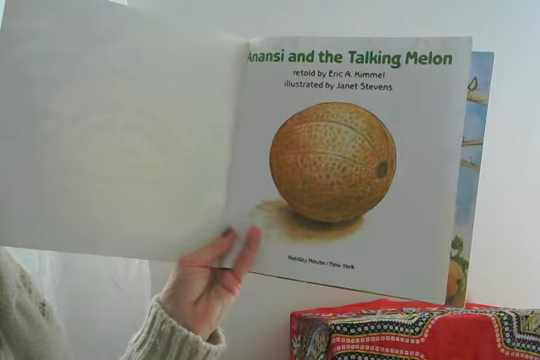 Anansi and the Talking Melon
retold by Eric A. Kimmel
illustrated by Janet Stevens
Holiday House / New York